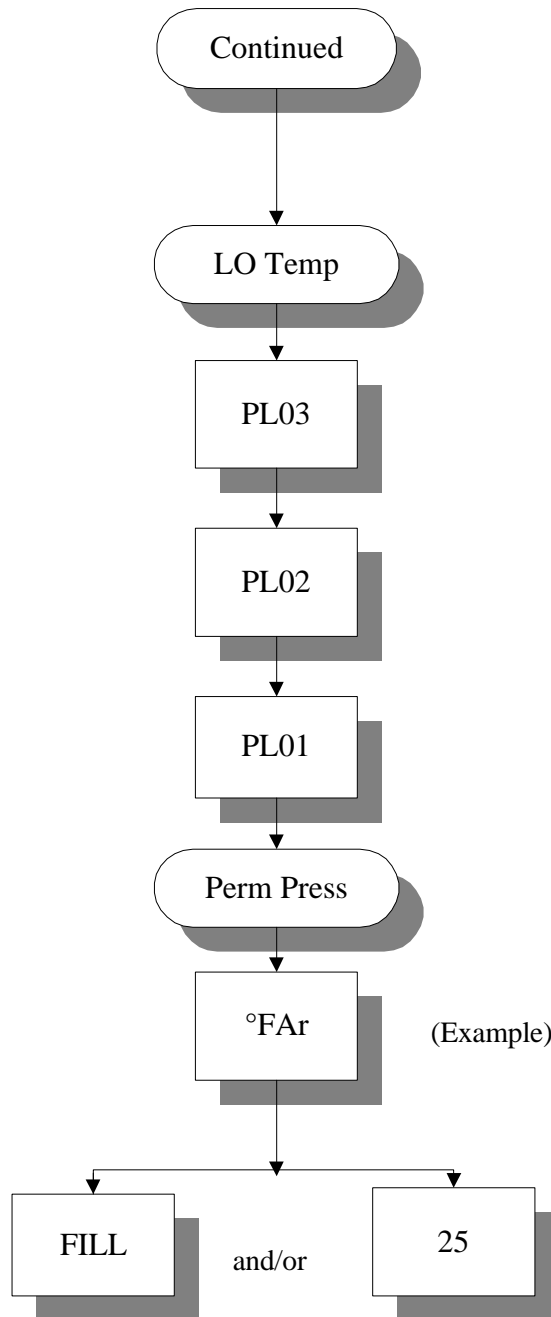 Continued
LO Temp
PL03
PL02
PL01
Perm Press
°FAr
(Example)
FILL
and/or
25